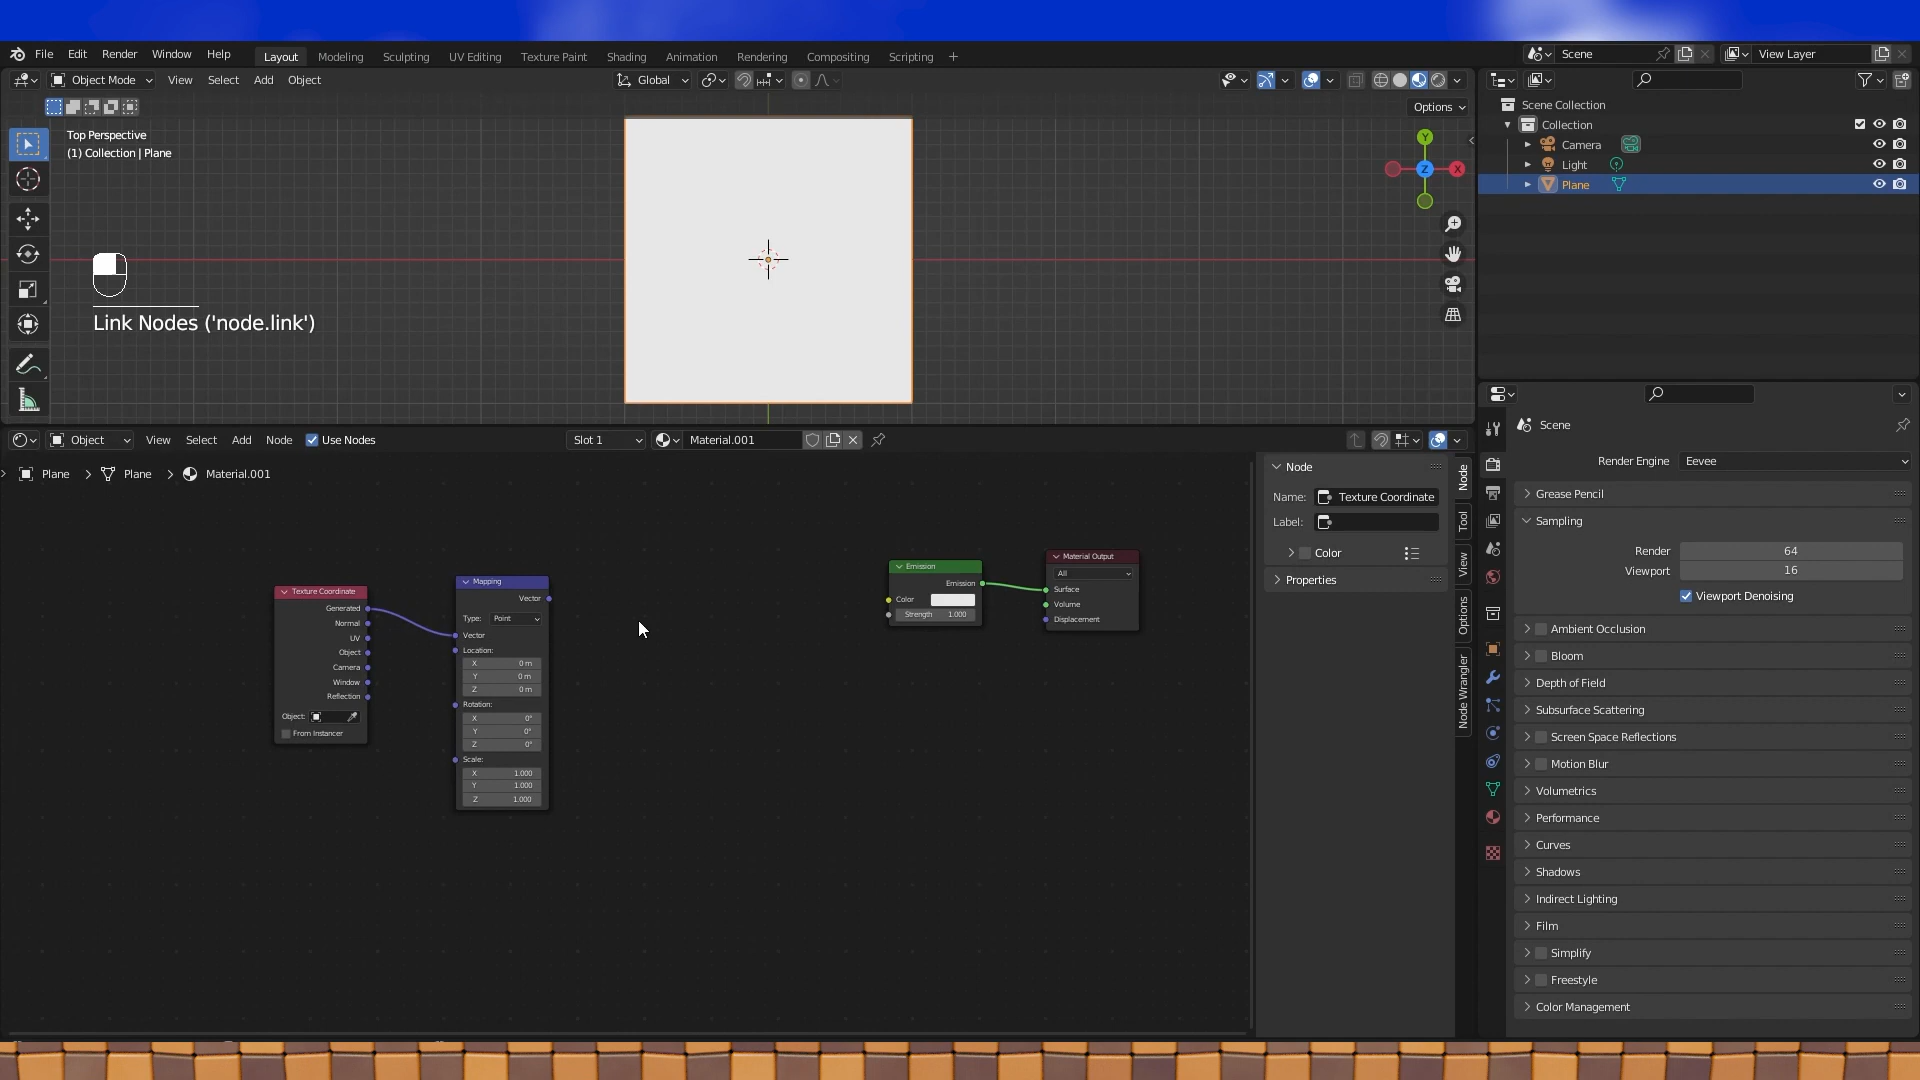 File Edit Render Window Help Layout Modeling Sculpting UV Editing Texture Paint Shading Animation Rendering Compositing Scripting + Scene View Layer
Object Mode View Select Add Object Global
Options
Top Perspective
(1) Collection | Plane
Y
Z X
Link Nodes ('node.link')
Scene Collection
Collection
Camera
Light
Plane
Object View Select Add Node Use Nodes Slot 1 Material.001
Plane Plane Material.001
Texture Coordinate
Generated
Normal
UV
Object
Camera
Window
Reflection
Object:
From Instancer
Mapping
Vector
Type: Point
Vector
Location:
X 0 m
Y 0 m
Z 0 m
Rotation:
X 0°
Y 0°
Z 0°
Scale:
X 1.000
Y 1.000
Z 1.000
Emission
Emission
Color
Strength 1.000
Material Output
All
Surface
Volume
Displacement
Node
Name: Texture Coordinate
Label:
Color
Properties
Node
Tool
View
Options
Node Wrangler
Scene
Render Engine Eevee
Grease Pencil
Sampling
Render 64
Viewport 16
Viewport Denoising
Ambient Occlusion
Bloom
Depth of Field
Subsurface Scattering
Screen Space Reflections
Motion Blur
Volumetrics
Performance
Curves
Shadows
Indirect Lighting
Film
Simplify
Freestyle
Color Management